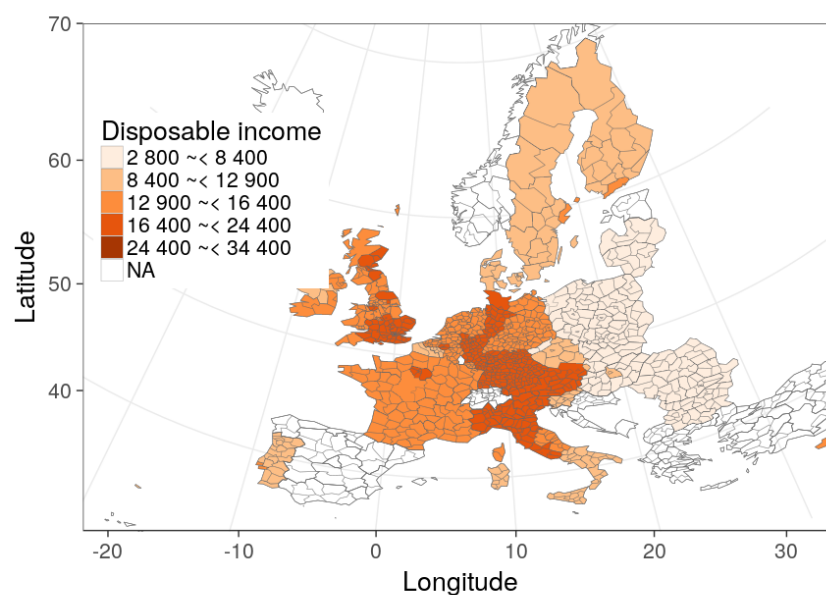 70
60
50
40
Latitude
Disposable income
2 800 ~< 8 400
8 400 ~< 12 900
12 900 ~< 16 400
16 400 ~< 24 400
24 400 ~< 34 400
NA
-20 -10 0 10 20 30
Longitude